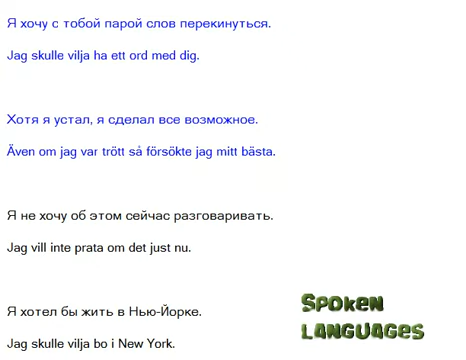 Я хочу с тобой парой слов перекинуться.
Jag skulle vilja ha ett ord med dig.
Хотя я устал, я сделал все возможное.
Även om jag var trött så försökte jag mitt bästa.
Я не хочу об этом сейчас разговаривать.
Jag vill inte prata om det just nu.
Я хотел бы жить в Нью-Йорке.
Jag skulle vilja bo i New York.
Spoken
Languages